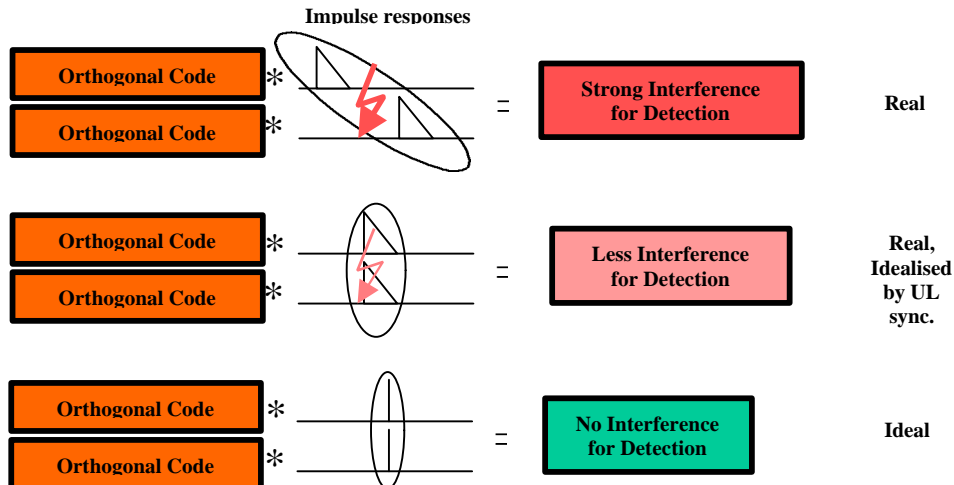 Impulse responses
Orthogonal Code *
Orthogonal Code *
=
Strong Interference
for Detection
Real
Orthogonal Code *
Orthogonal Code *
=
Less Interference
for Detection
Real,
Idealised
by UL
sync.
Orthogonal Code *
Orthogonal Code *
=
No Interference
for Detection
Ideal